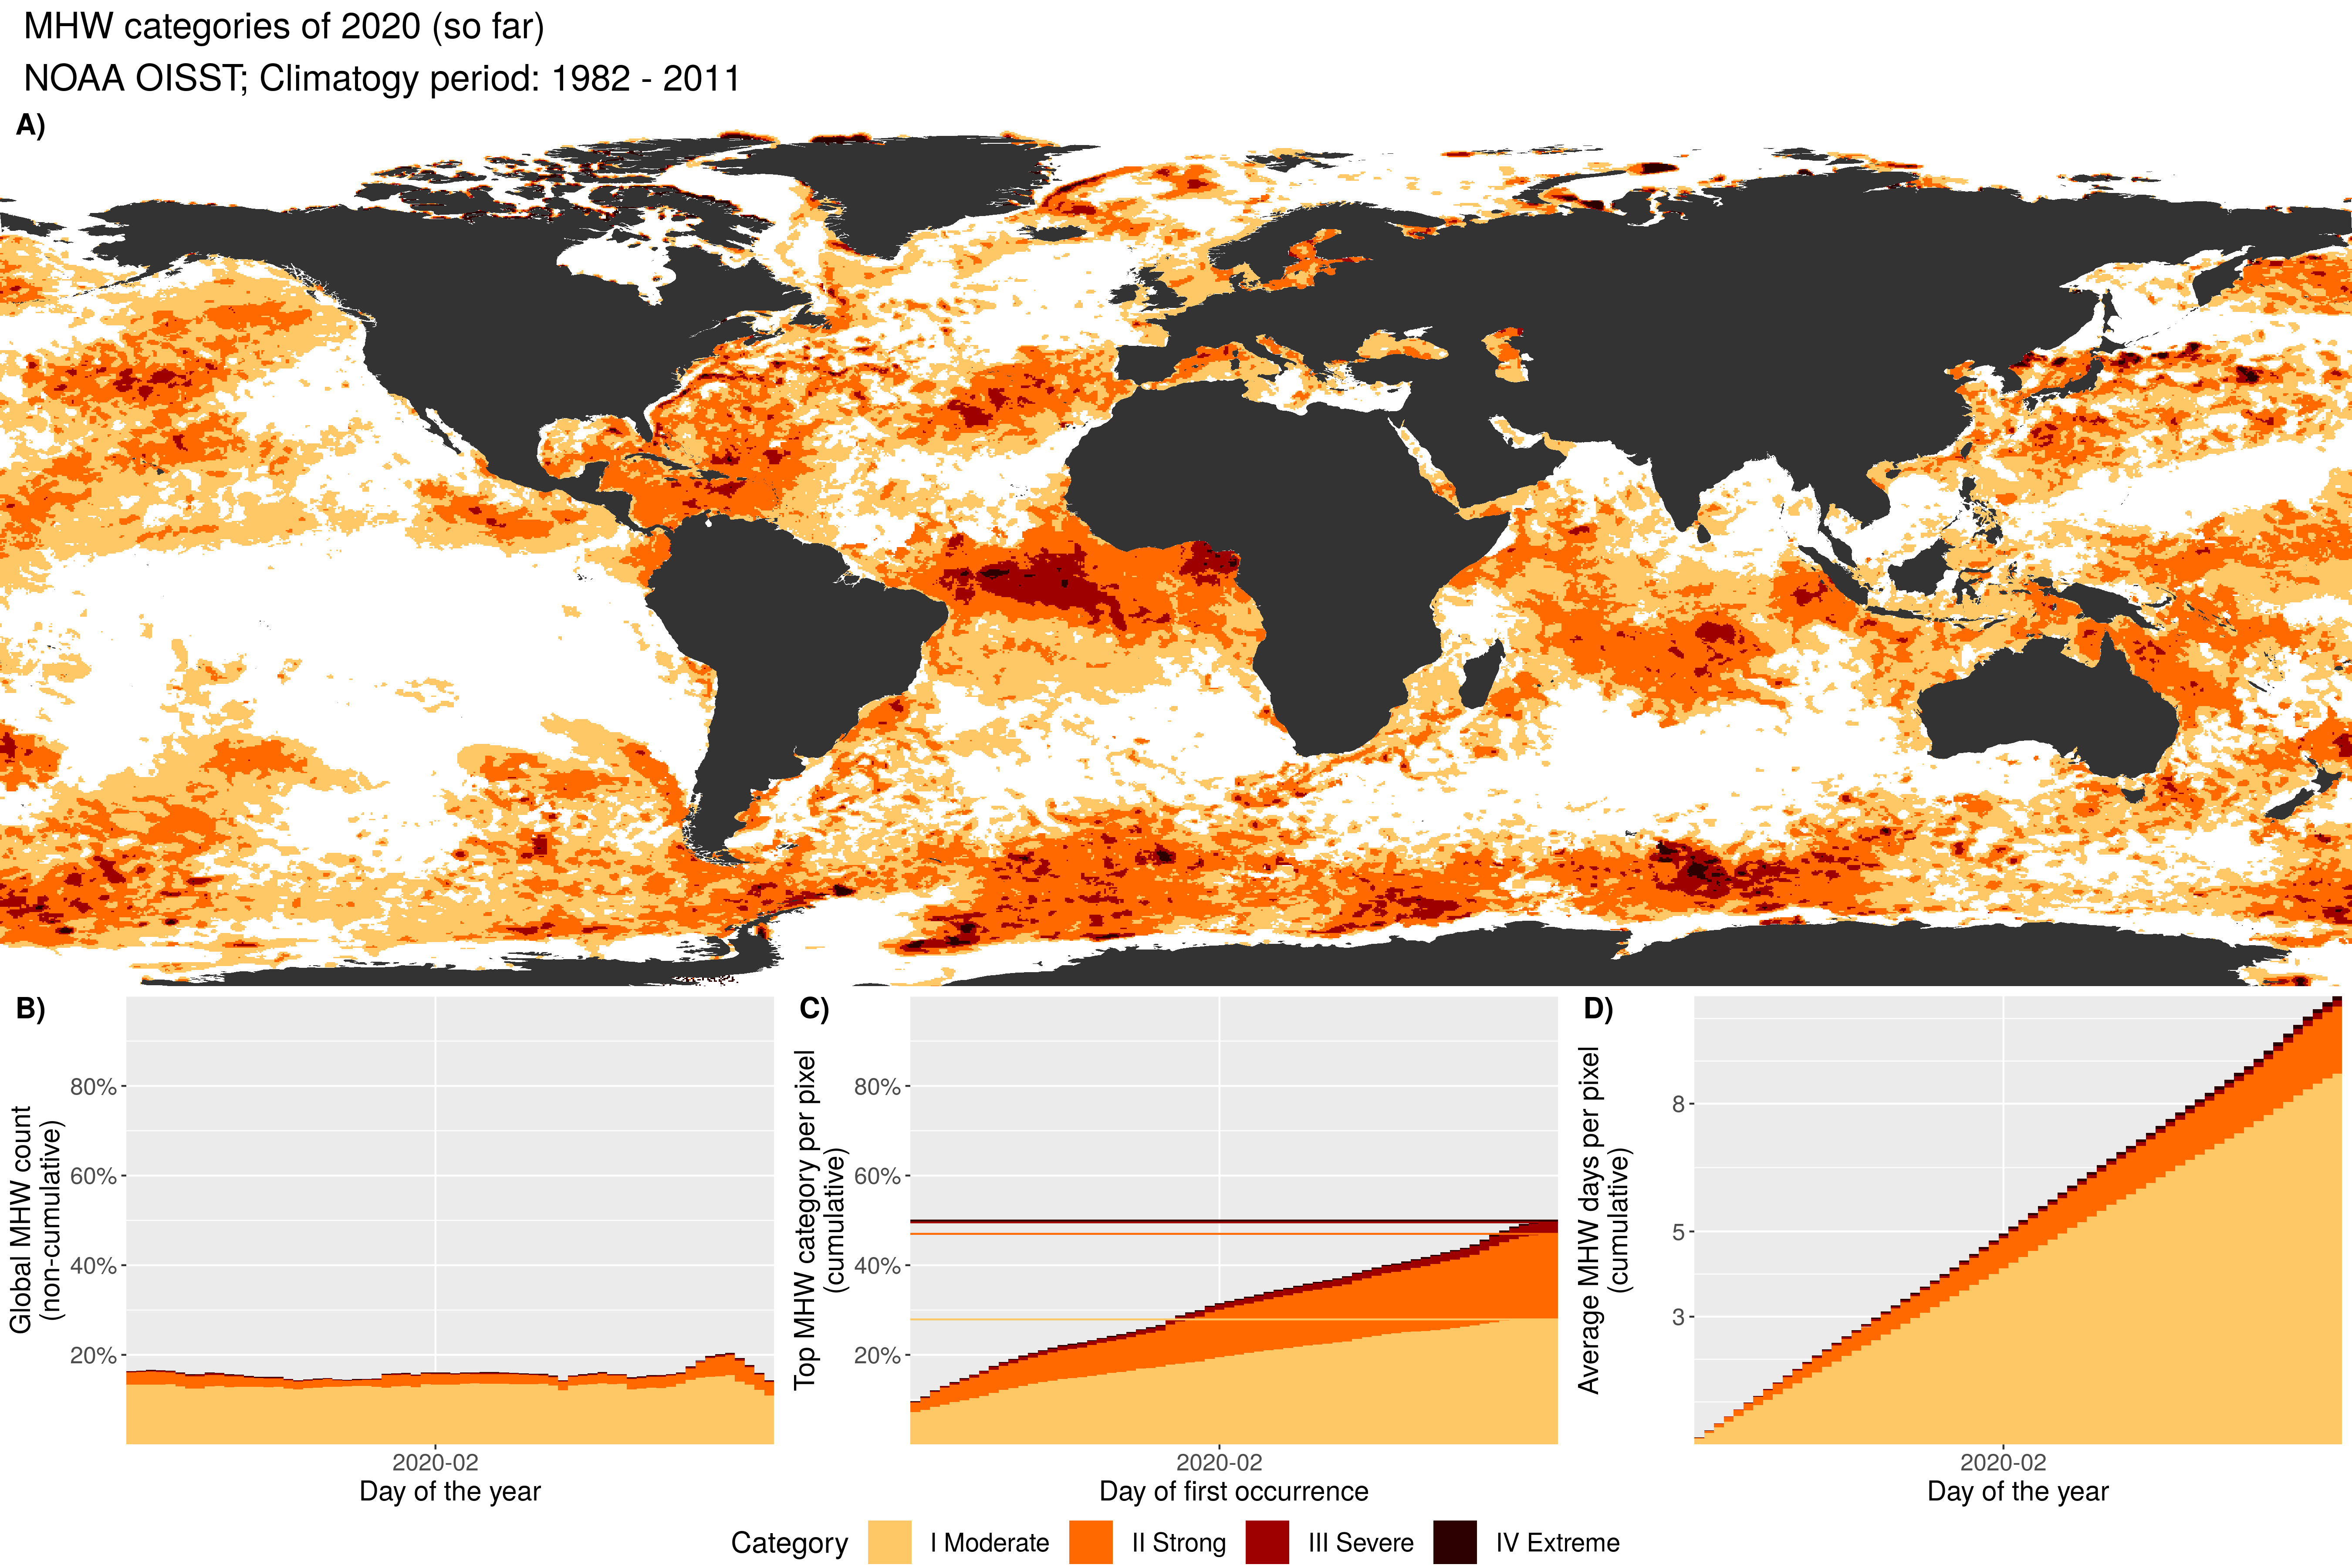 MHW categories of 2020 (so far)
NOAA OISST; Climatogy period: 1982 - 2011
A)
B)
Global MHW count
(non-cumulative)
80%
60%
40%
20%
2020-02
Day of the year
C)
Top MHW category per pixel
(cumulative)
80%
60%
40%
20%
2020-02
Day of first occurrence
D)
Average MHW days per pixel
(cumulative)
8
5
3
2020-02
Day of the year
Category I Moderate II Strong III Severe IV Extreme